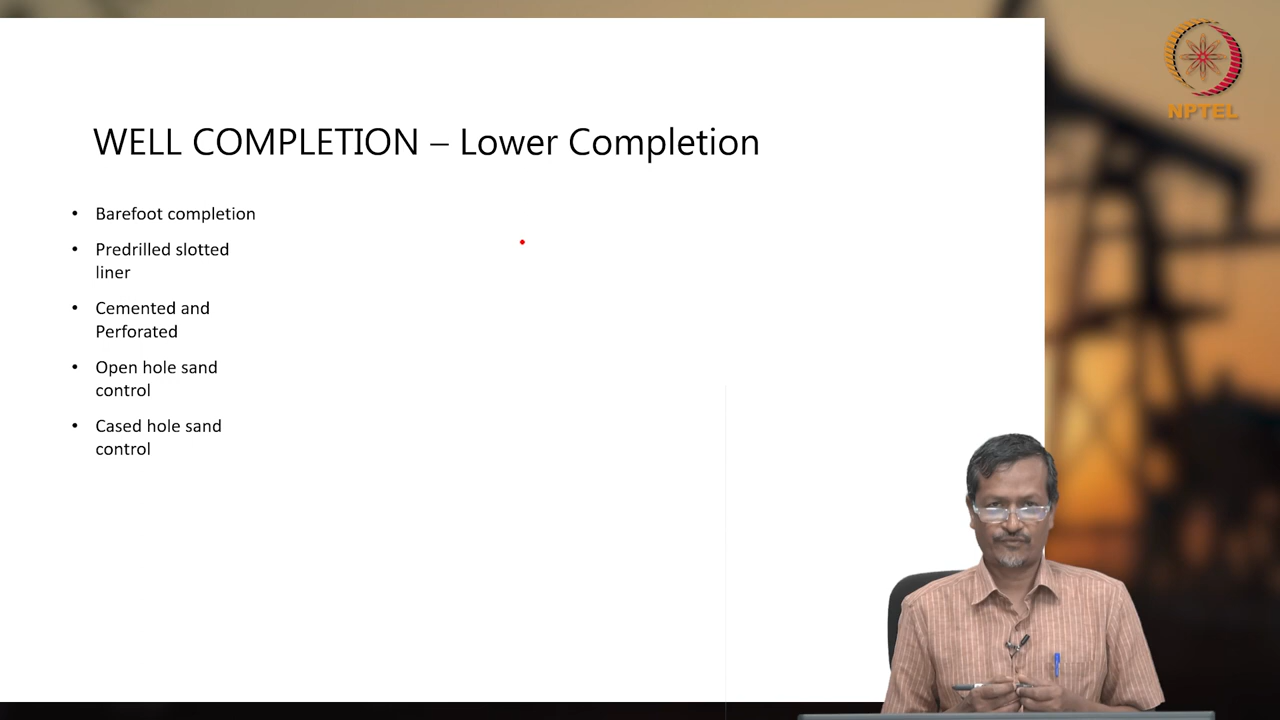 NPTEL
WELL COMPLETION – Lower Completion
• Barefoot completion
• Predrilled slotted
liner
• Cemented and
Perforated
• Open hole sand
control
• Cased hole sand
control